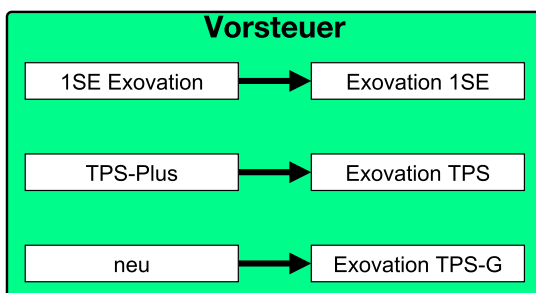 Vorsteuer
1SE Exovation
Exovation 1SE
TPS-Plus
Exovation TPS
neu
Exovation TPS-G